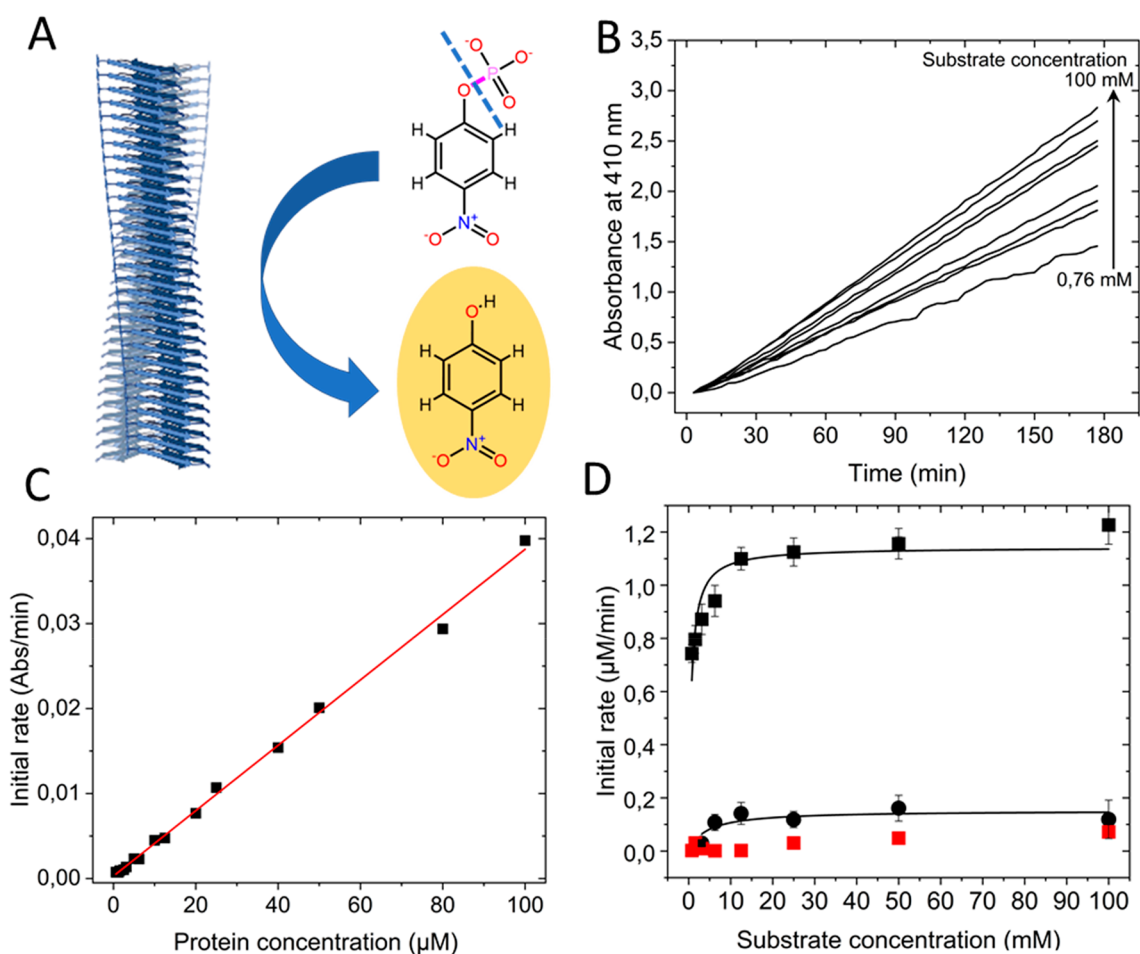 A
-O
O-
P
O
O
H
H
H
H
N+
-O
O
O
H
H
H
H
H
N+
-O
O
B
3,5
3,0
2,5
2,0
1,5
1,0
0,5
0,0
Absorbance at 410 nm
Substrate concentration
100 mM
0,76 mM
0
30
60
90
120
150
180
Time (min)
C
0,04
0,03
0,02
0,01
0,00
Initial rate (Abs/min)
0
20
40
60
80
100
Protein concentration (µM)
D
1,2
1,0
0,8
0,6
0,4
0,2
0,0
Initial rate (µM/min)
0
10
20
30
40
50
60
70
80
90
100
Substrate concentration (mM)